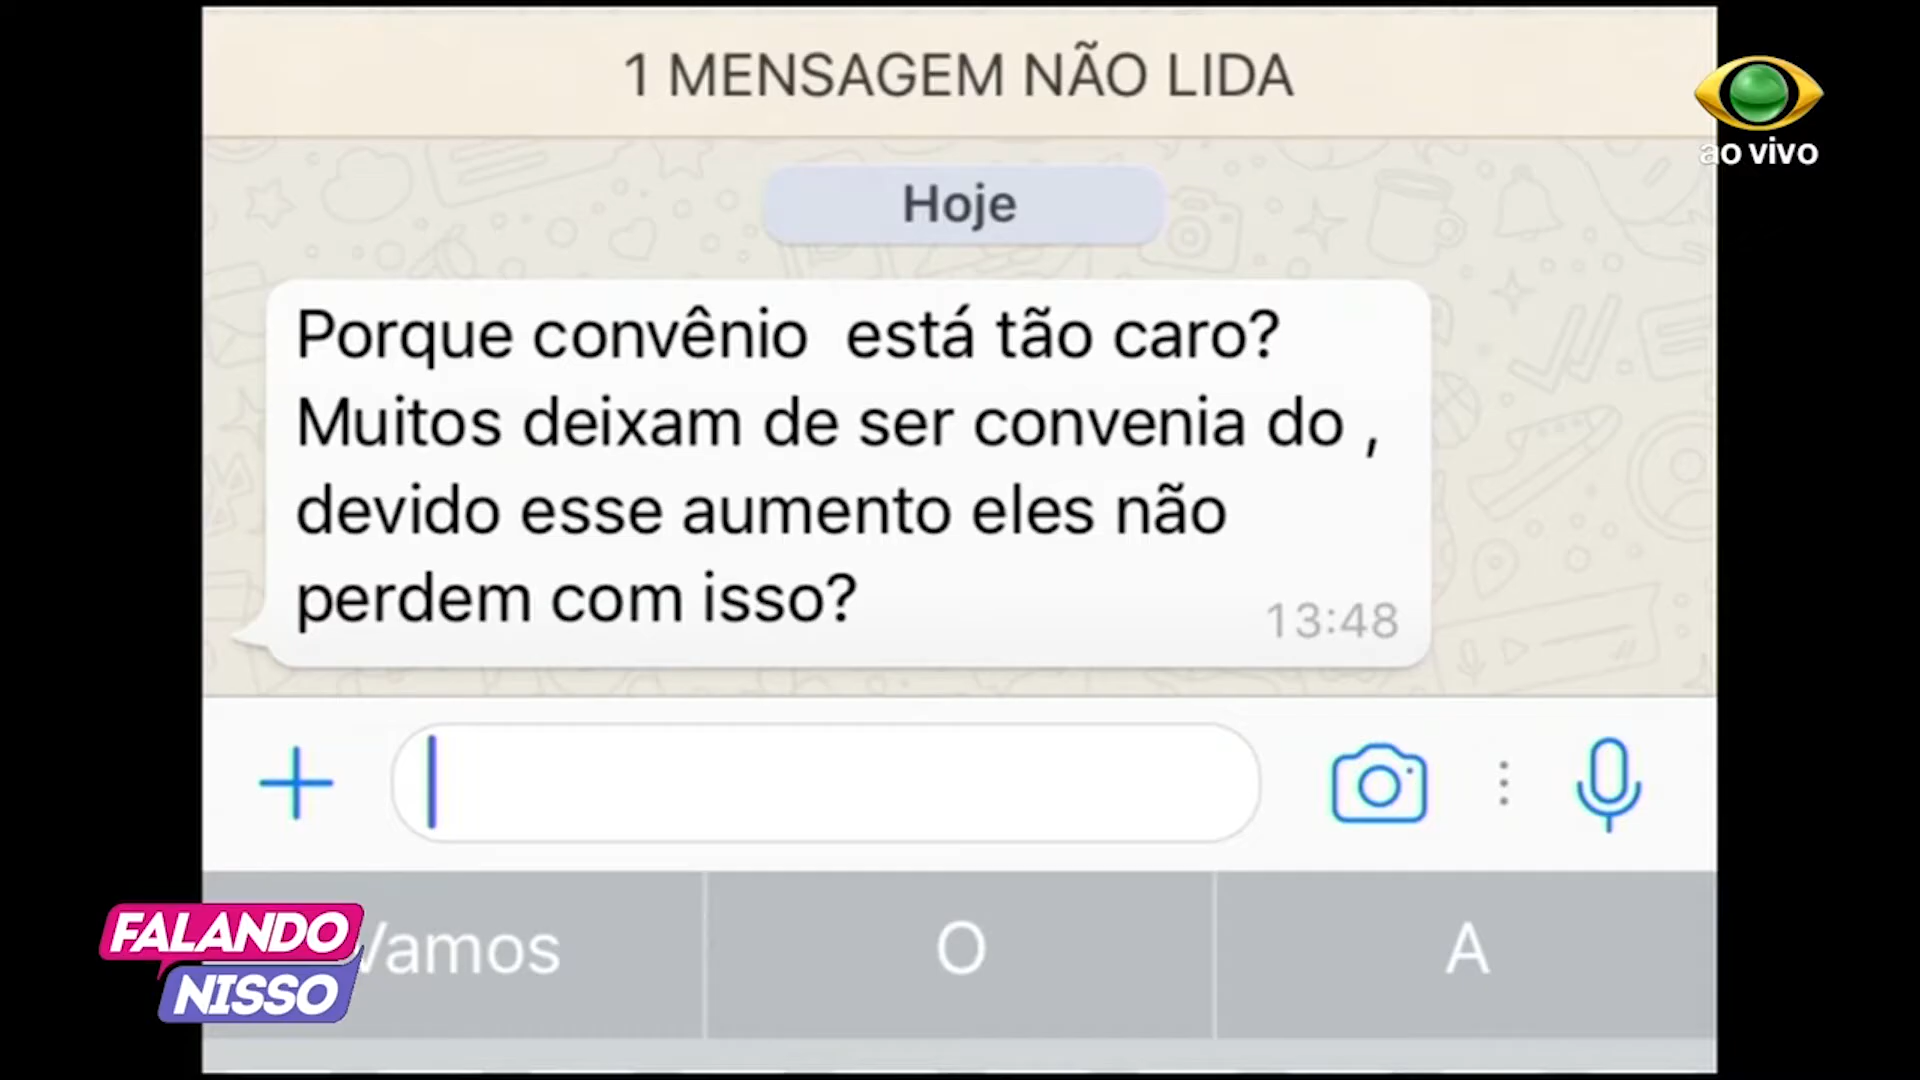 1 MENSAGEM NÃO LIDA
ao vivo
Hoje
Porque convênio  está tão caro?
Muitos deixam de ser convenia do ,
devido esse aumento eles não
perdem com isso?
13:48
FALANDO
NISSO
Vamos
O
A